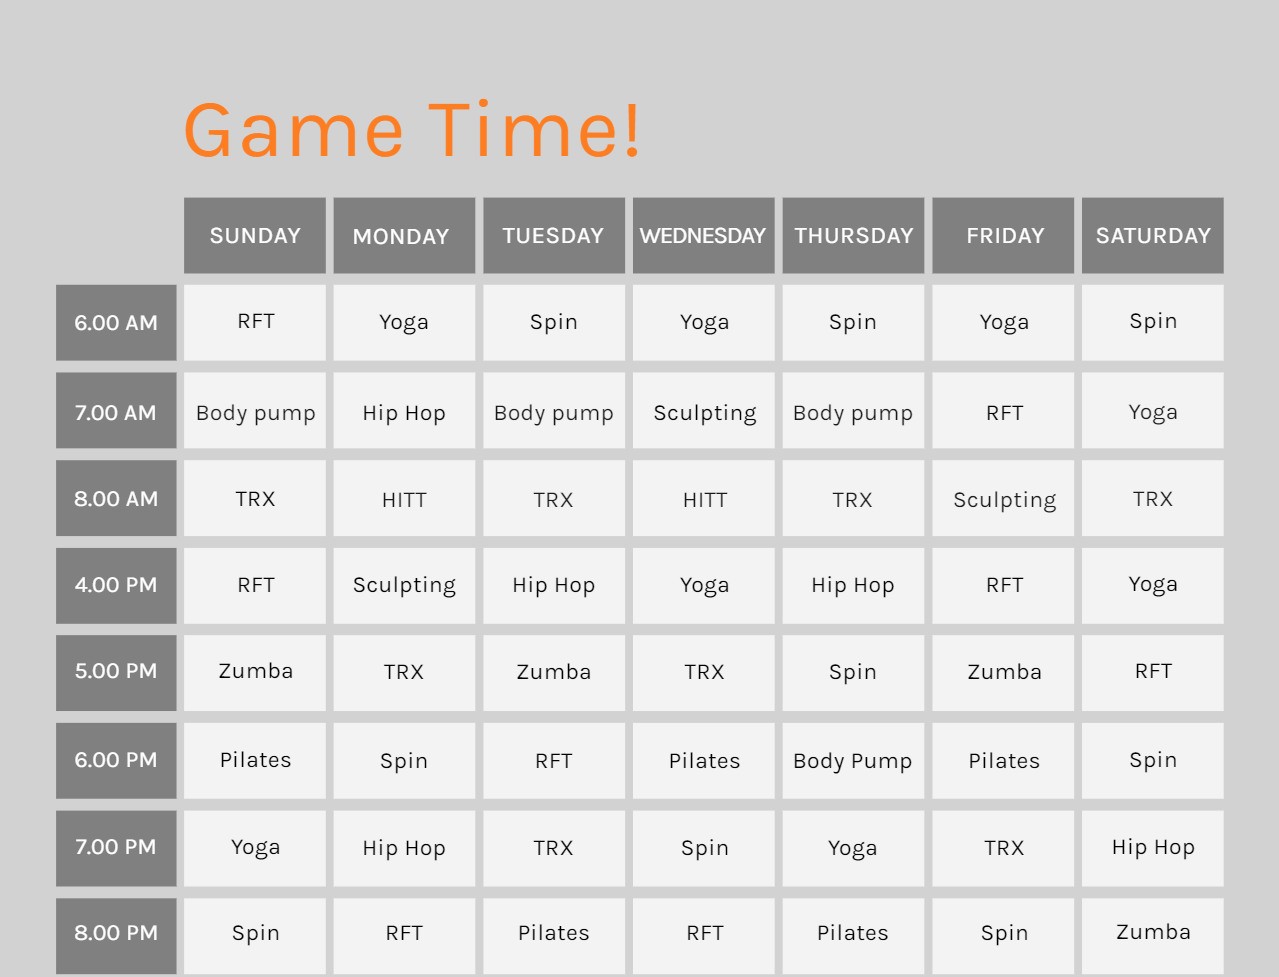 Game Time!
SUNDAY MONDAY TUESDAY WEDNESDAY THURSDAY FRIDAY SATURDAY
6.00 AM RFT Yoga Spin Yoga Spin Yoga Spin
7.00 AM Body pump Hip Hop Body pump Sculpting Body pump RFT Yoga
8.00 AM TRX HITT TRX HITT TRX Sculpting TRX
4.00 PM RFT Sculpting Hip Hop Yoga Hip Hop RFT Yoga
5.00 PM Zumba TRX Zumba TRX Spin Zumba RFT
6.00 PM Pilates Spin RFT Pilates Body Pump Pilates Spin
7.00 PM Yoga Hip Hop TRX Spin Yoga TRX Hip Hop
8.00 PM Spin RFT Pilates RFT Pilates Spin Zumba